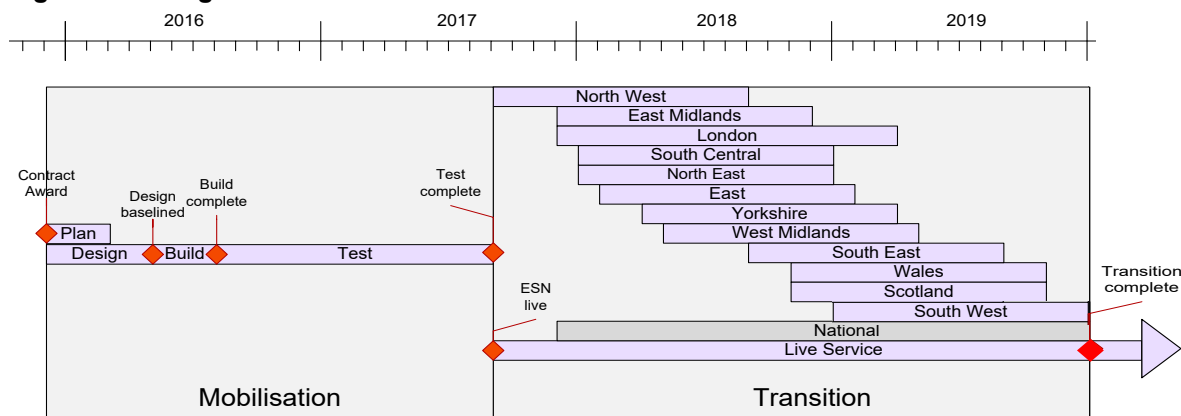 2016 2017 2018 2019
North West
East Midlands
London
South Central
North East
East
Yorkshire
West Midlands
South East
Wales
Scotland
South West
National
Live Service
Contract
Award
Design
baselined
Build
complete
Test
complete
Plan
Design Build Test
ESN
live
Transition
complete
Mobilisation Transition